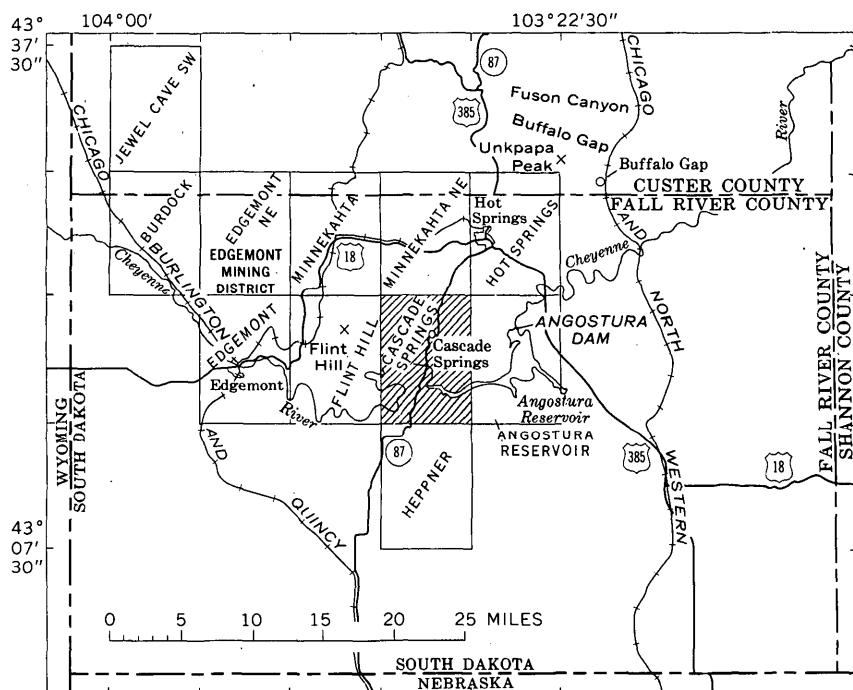 43°
37'
30"
104°00'
103°22'30"
87
385
CHICAGO
Fuson Canyon
Buffalo Gap
Unkpapa
Peak
River
JEWEL CAVE SW
CHICAGO
Buffalo Gap
CUSTER COUNTY
FALL RIVER COUNTY
AND
BURDOCK
EDGEMONT
NE
MINNEKAHTA
MINNEKAHTA NE
Hot
Springs
HOT SPRINGS
Cheyenne
Cheyenne
BURLINGTON
EDGEMONT
MINING
DISTRICT
18
NORTH
EDGEMONT
Flint
Hill
FLINT HILL
CASCADE
SPRINGS
Cascade
Springs
ANGOSTURA
DAM
Edgemont
River
Angostura
Reservoir
ANGOSTURA
RESERVOIR
WYOMING
SOUTH DAKOTA
FALL RIVER COUNTY
SHANNON COUNTY
AND
QUINCY
87
HEPPNER
385
18
WESTERN
43°
07'
30"
0 5 10 15 20 25 MILES
SOUTH DAKOTA
NEBRASKA